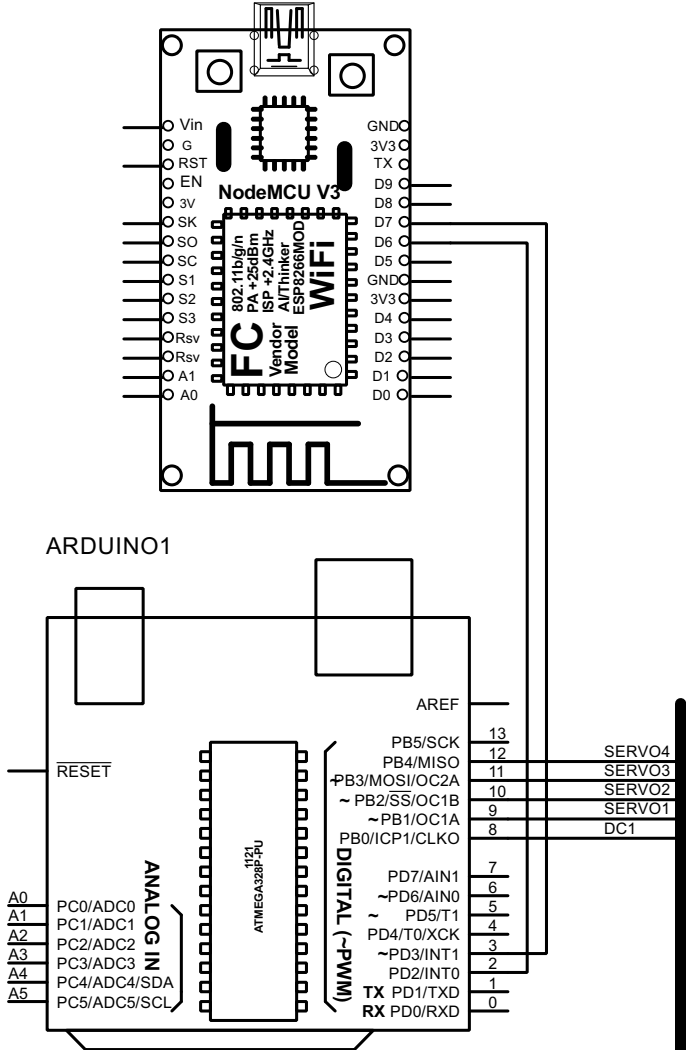 Vin
G
RST
EN
3V
SK
SO
SC
S1
S2
S3
Rsv
Rsv
A1
A0
GND
3V3
TX
D9
D8
D7
D6
D5
GND
3V3
D4
D3
D2
D1
D0
NodeMCU V3
FC
Vendor
Model
802.11b/g/n
PA +25dBm
ISP +2.4GHz
AI/Thinker
ESP8266MOD
WiFi
ARDUINO1
AREF
RESET
PB5/SCK 13
PB4/MISO 12 SERVO4
~PB3/MOSI/OC2A 11 SERVO3
~ PB2/SS/OC1B 10 SERVO2
~PB1/OC1A 9 SERVO1
PB0/ICP1/CLKO 8 DC1
1121
ATMEGA328P-PU
DIGITAL (~PWM)
ANALOG IN
PD7/AIN1 7
~PD6/AIN0 6
~ PD5/T1 5
PD4/T0/XCK 4
~PD3/INT1 3
PD2/INT0 2
TX PD1/TXD 1
RX PD0/RXD 0
A0 PC0/ADC0
A1 PC1/ADC1
A2 PC2/ADC2
A3 PC3/ADC3
A4 PC4/ADC4/SDA
A5 PC5/ADC5/SCL